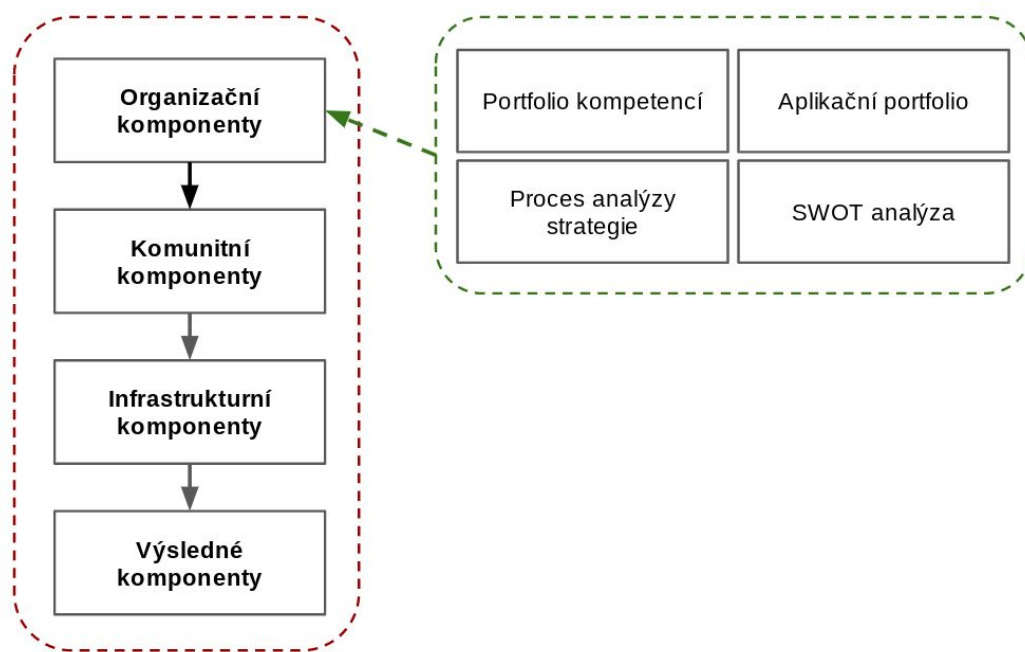 Organizační
komponenty
Komunitní
komponenty
Infrastrukturní
komponenty
Výsledné
komponenty
Portfolio kompetencí
Aplikační portfolio
Proces analýzy
strategie
SWOT analýza